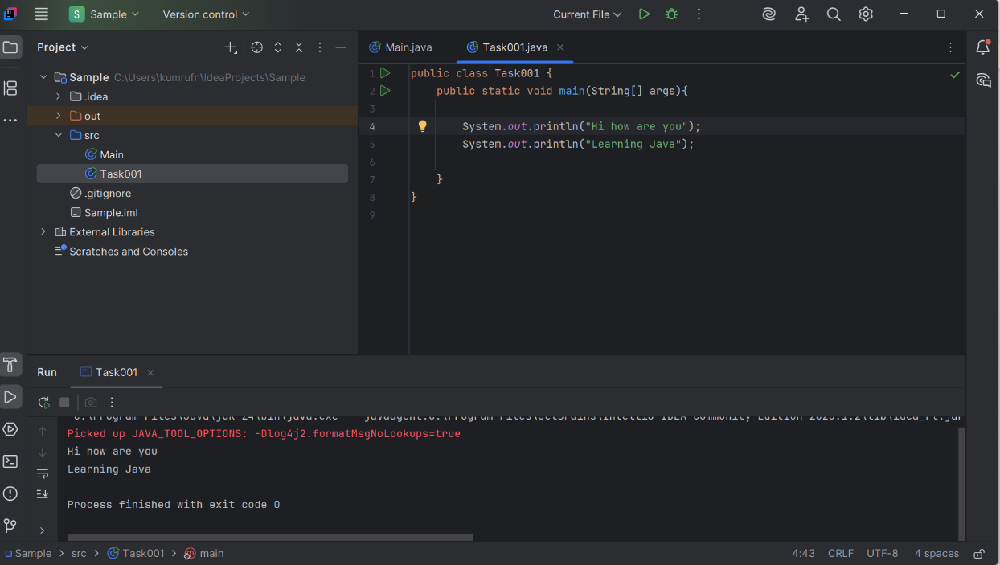 S Sample Version control Current File
Project
Main.java Task001.java
Sample C:\Users\kumrufn\IdeaProjects\Sample
.idea
out
src
Main
Task001
.gitignore
Sample.iml
External Libraries
Scratches and Consoles
1 public class Task001 {
2 public static void main(String[] args){
3
4 System.out.println("Hi how are you");
5 System.out.println("Learning Java");
6
7 }
8 }
9
Run Task001
Picked up JAVA_TOOL_OPTIONS: -Dlog4j2.formatMsgNoLookups=true
Hi how are you
Learning Java
Process finished with exit code 0
Sample > src > Task001 > main 4:43 CRLF UTF-8 4 spaces